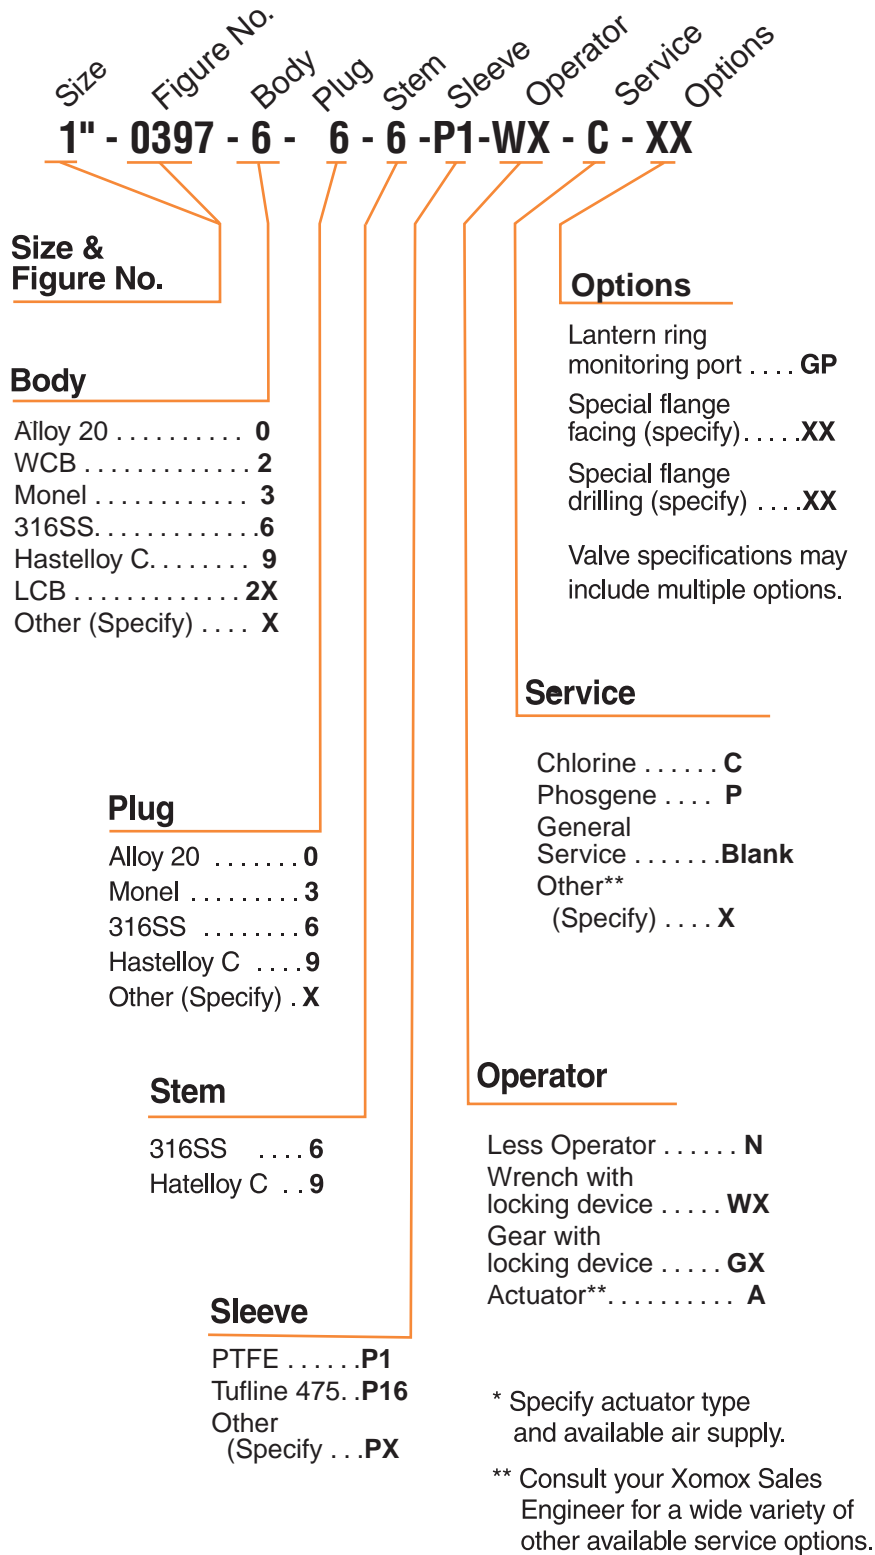 Size Figure No. Body Plug Stem Sleeve Operator Service Options
1" - 0397 - 6 - 6 - 6 -P1-WX - C - XX
Size &
Figure No.
Body
Alloy 20 . . . . . . . . . . 0
WCB . . . . . . . . . . . . . 2
Monel . . . . . . . . . . . . 3
316SS. . . . . . . . . . . . .6
Hastelloy C. . . . . . . . 9
LCB . . . . . . . . . . . . . 2X
Other (Specify) . . . . X
Plug
Alloy 20 . . . . . . . 0
Monel . . . . . . . . . 3
316SS . . . . . . . . 6
Hastelloy C . . . . 9
Other (Specify) . X
Stem
316SS . . . . 6
Hatelloy C . . 9
Sleeve
PTFE . . . . . .P1
Tufline 475. .P16
Other
(Specify . . .PX
Options
Lantern ring
monitoring port . . . . GP
Special flange
facing (specify). . . . .XX
Special flange
drilling (specify) . . . .XX
Valve specifications may
include multiple options.
Service
Chlorine . . . . . . C
Phosgene . . . . P
General
Service . . . . . . .Blank
Other**
(Specify) . . . . X
Operator
Less Operator . . . . . . N
Wrench with
locking device . . . . . WX
Gear with
locking device . . . . . GX
Actuator**. . . . . . . . . . A
* Specify actuator type
and available air supply.
** Consult your Xomox Sales
Engineer for a wide variety of
other available service options.